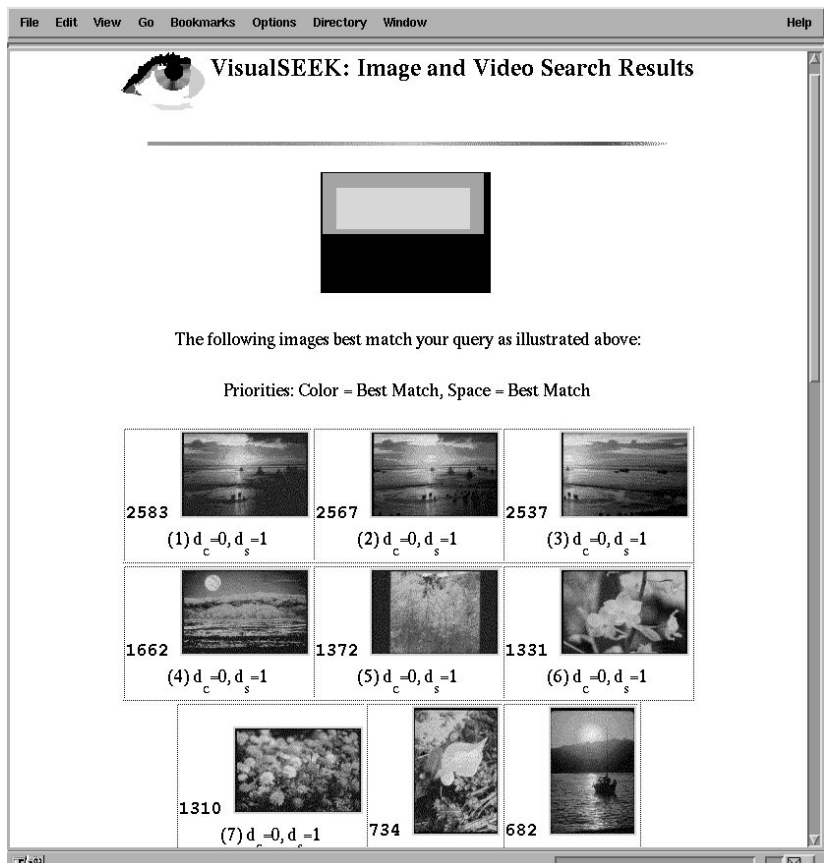 File Edit View Go Bookmarks Options Directory Window Help
VisualSEEK: Image and Video Search Results
The following images best match your query as illustrated above:
Priorities: Color = Best Match, Space = Best Match
2583 2567 2537
(1) d_c=0, d_s=1 (2) d_c=0, d_s=1 (3) d_c=0, d_s=1
1662 1372 1331
(4) d_c=0, d_s=1 (5) d_c=0, d_s=1 (6) d_c=0, d_s=1
1310 734 682
(7) d_c=0, d_s=1